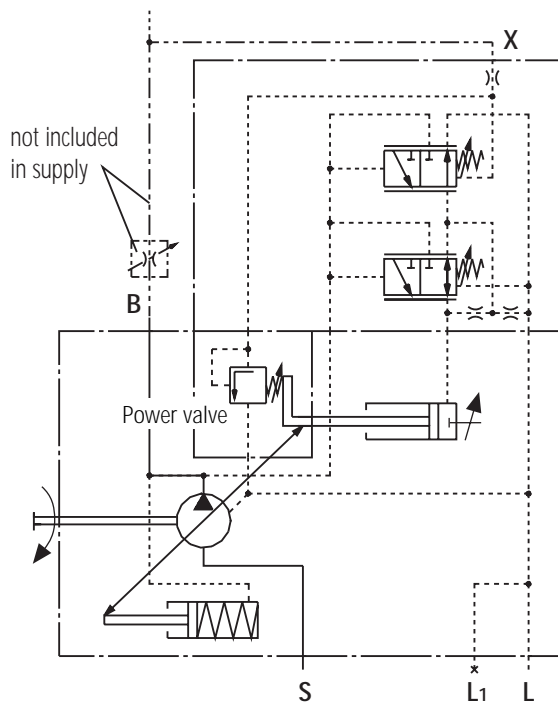 X
not included
in supply
B
Power valve
S
L1
L